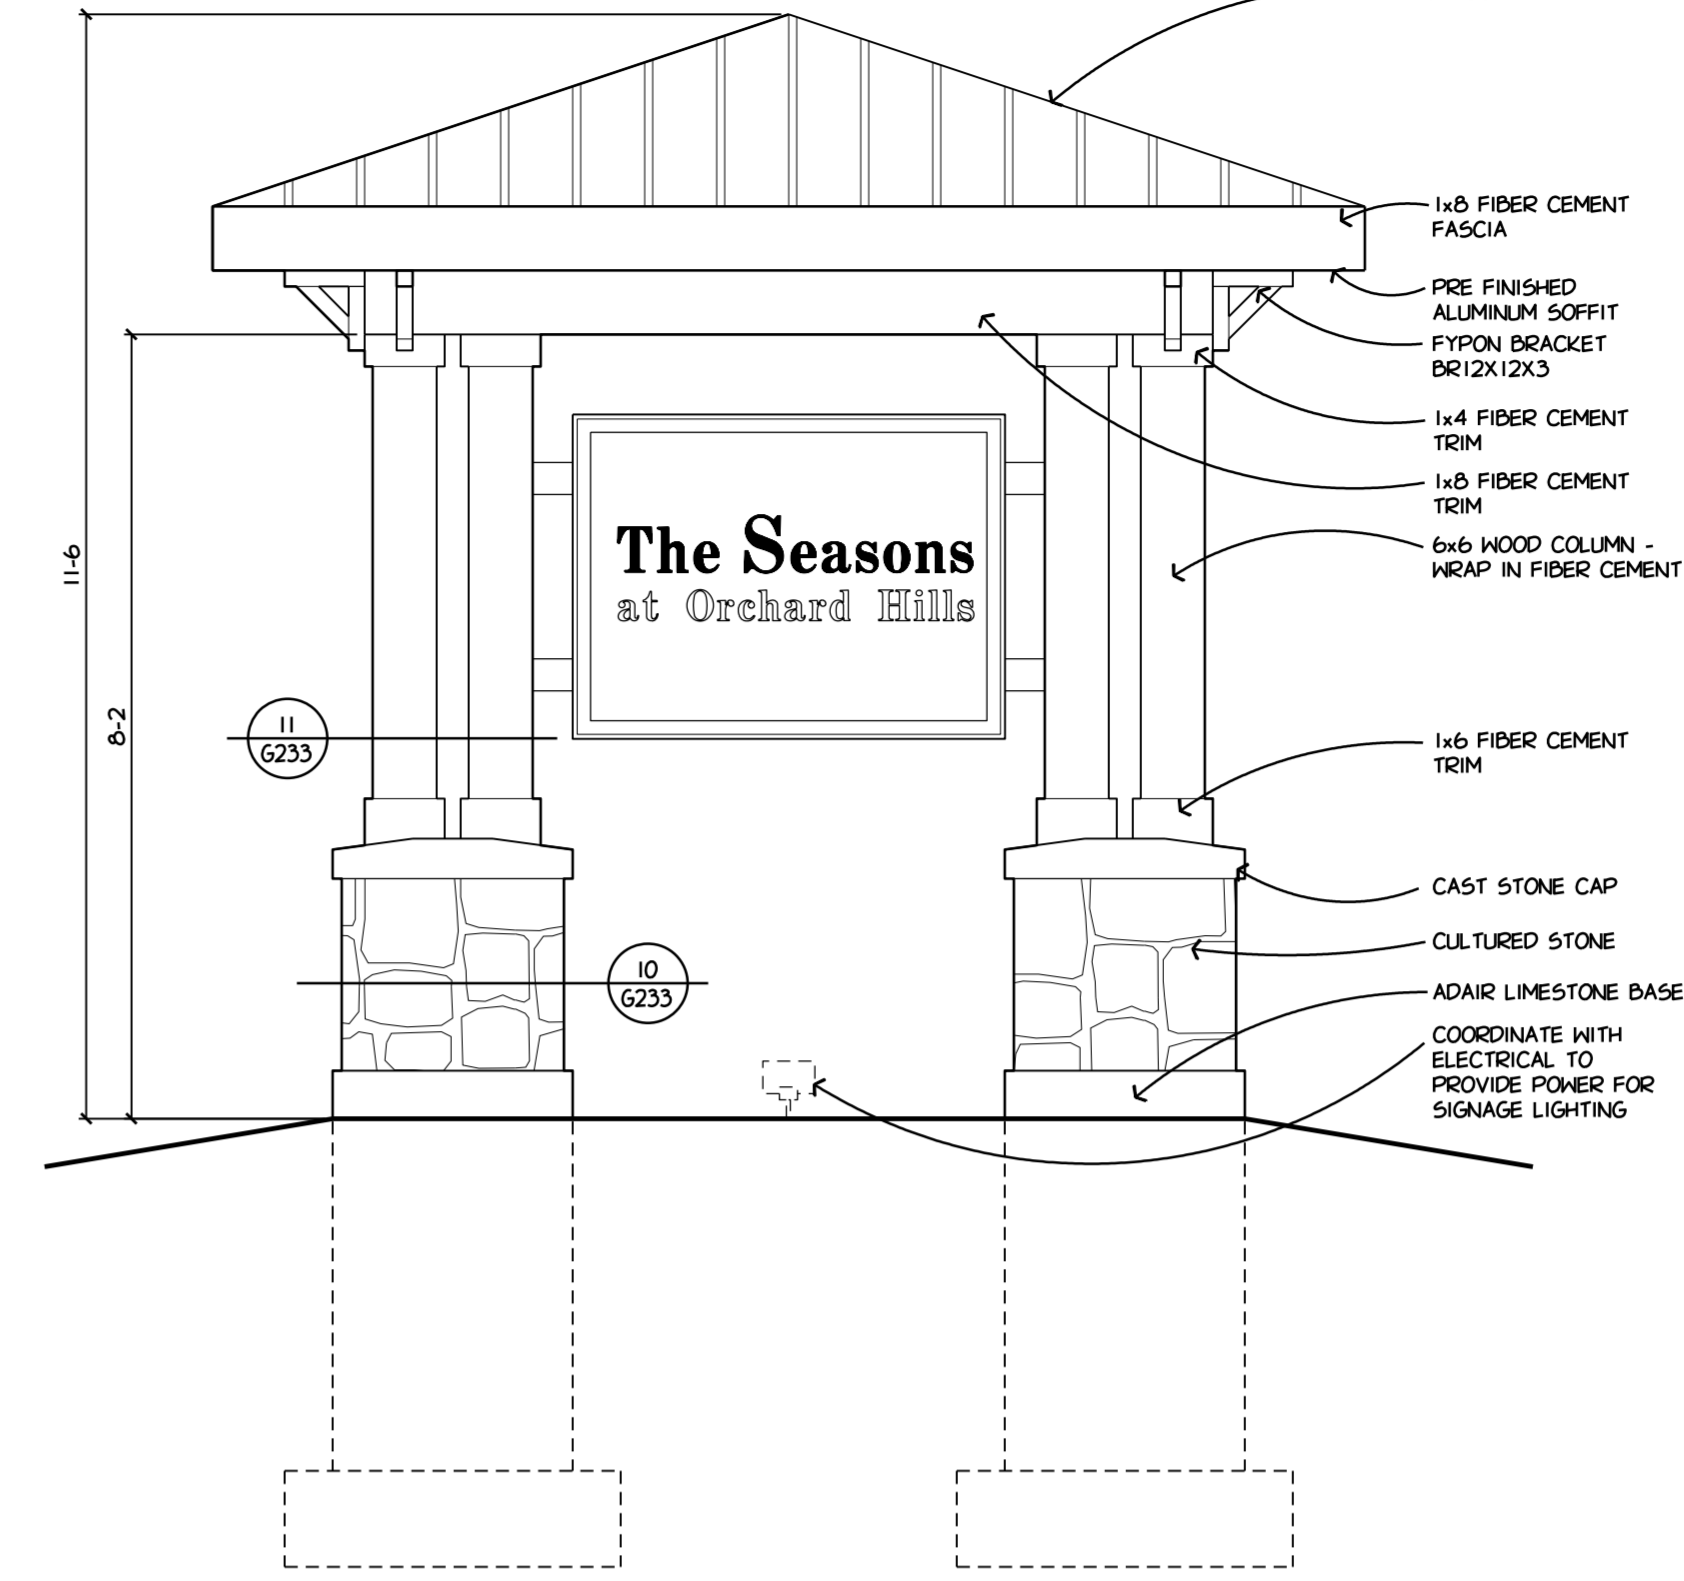 1x8 FIBER CEMENT
FASCIA
PRE FINISHED
ALUMINUM SOFFIT
FYPON BRACKET
BR12X12X3
1x4 FIBER CEMENT
TRIM
1x8 FIBER CEMENT
TRIM
6x6 WOOD COLUMN -
WRAP IN FIBER CEMENT
11-6
The Seasons
at Orchard Hills
8-2
11
G233
1x6 FIBER CEMENT
TRIM
CAST STONE CAP
CULTURED STONE
10
G233
ADAIR LIMESTONE BASE
COORDINATE WITH
ELECTRICAL TO
PROVIDE POWER FOR
SIGNAGE LIGHTING